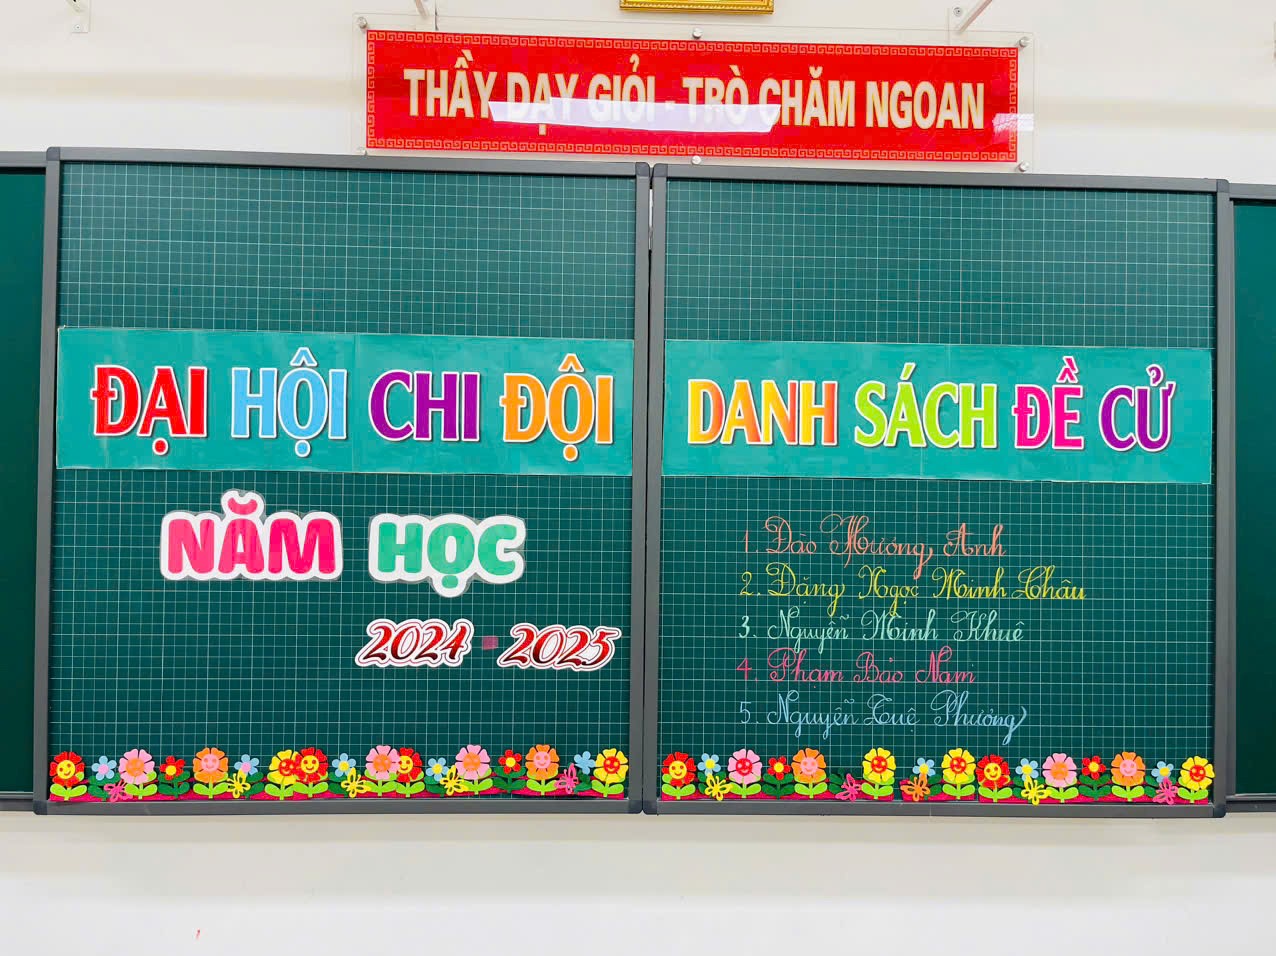 THẦY DẠY GIỎI - TRÒ CHĂM NGOAN
ĐẠI HỘI CHI ĐỘI
NĂM HỌC
2024 - 2025
DANH SÁCH ĐỀ CỬ
1. Đào Hương Anh
2. Đặng Ngọc Minh Châu
3. Nguyễn Minh Khuê
4. Phạm Bảo Nam
5. Nguyễn Tuệ Phương